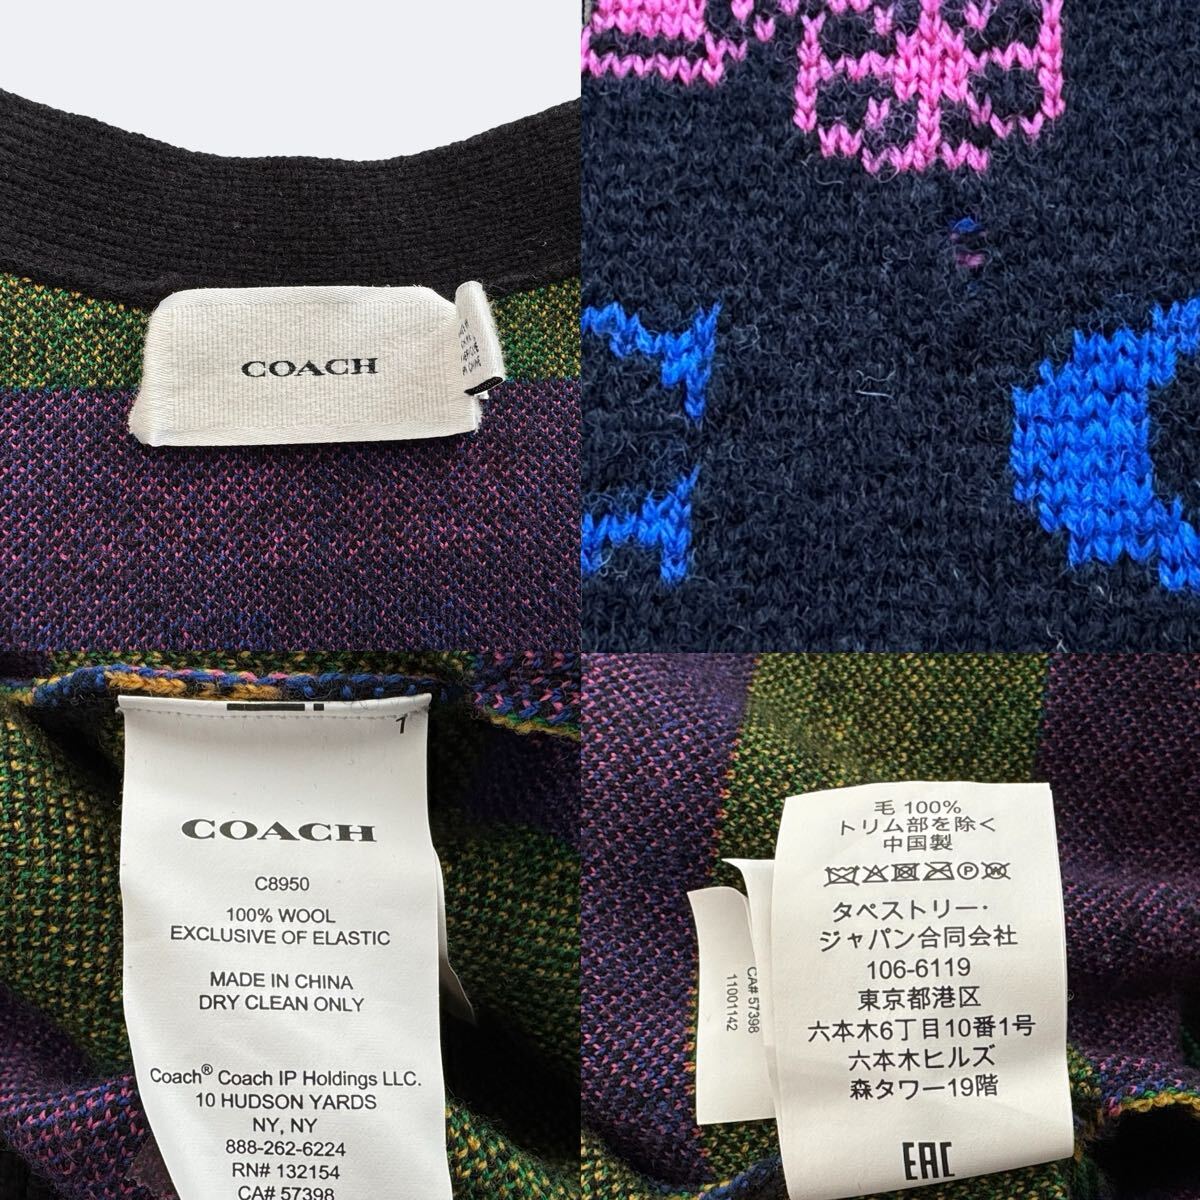 COACH
1
COACH
C8950
100% WOOL
EXCLUSIVE OF ELASTIC
MADE IN CHINA
DRY CLEAN ONLY
Coach® Coach IP Holdings LLC.
10 HUDSON YARDS
NY, NY
888-262-6224
RN# 132154
CA# 57398
毛 100%
トリム部を除く
中国製
タペストリー・
ジャパン合同会社
106-6119
東京都港区
六本木6丁目10番1号
六本木ヒルズ
森タワー19階
EAC
CA# 57398
11001142